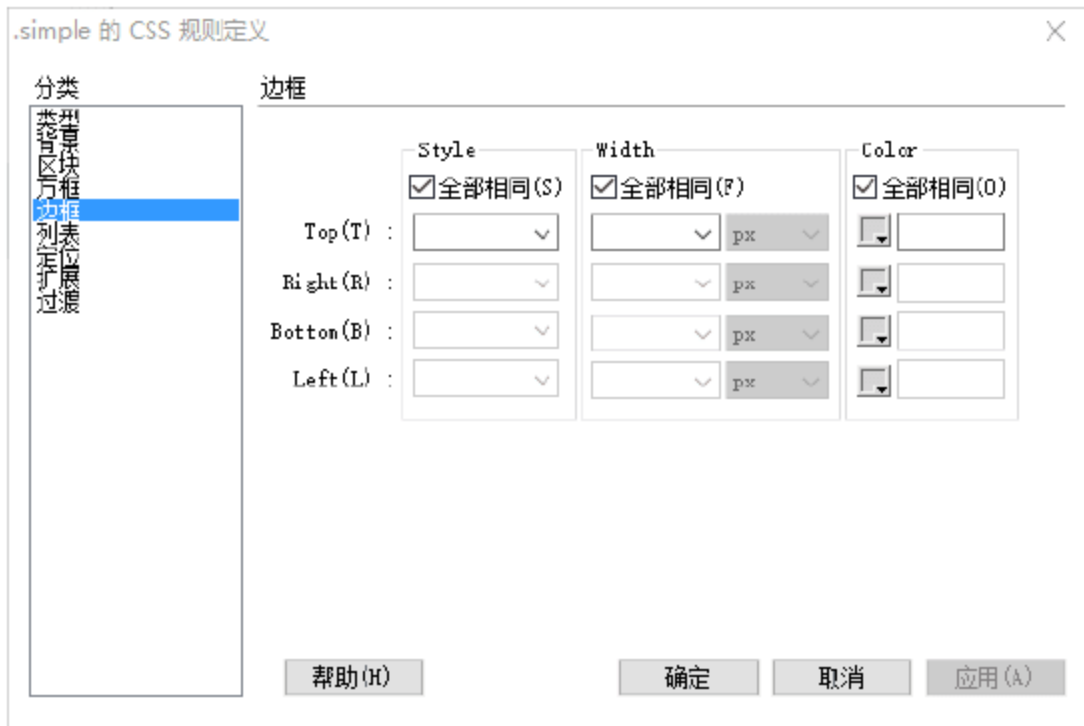 .simple 的 CSS 规则定义
分类
类型
背景
区块
方框
边框
列表
定位
扩展
过渡
边框
Style Width Color
全部相同(S) 全部相同(F) 全部相同(O)
Top(T) : px
Right(R) : px
Bottom(B) : px
Left(L) : px
帮助(H) 确定 取消 应用(A)